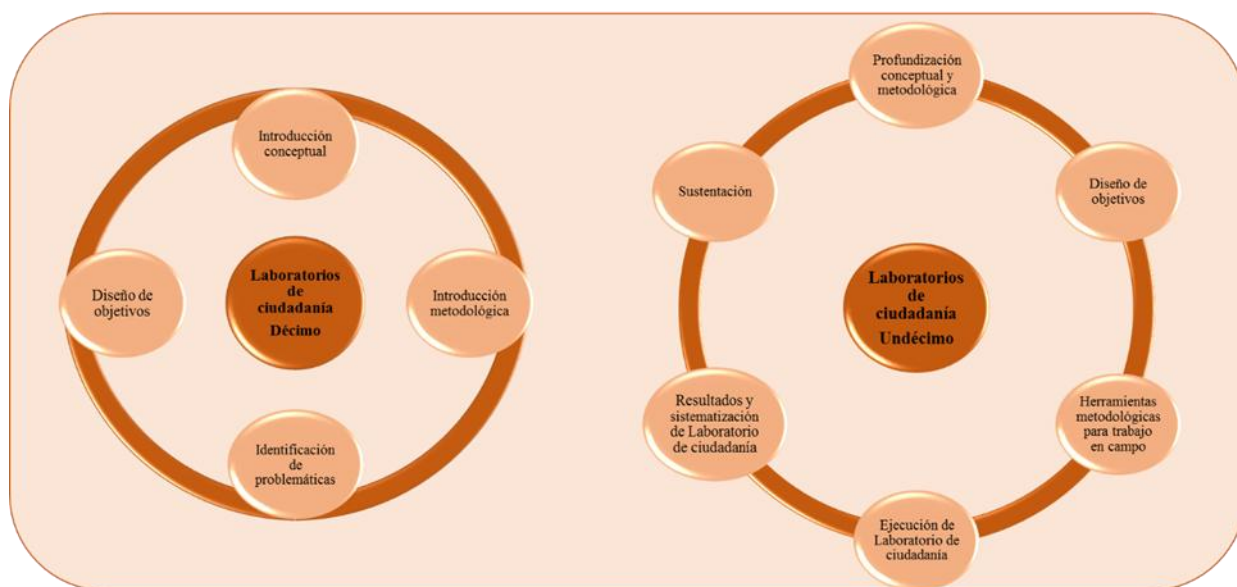 Introducción
conceptual
Introducción
metodológica
Identificación
de
problemáticas
Diseño de
objetivos
Laboratorios
de
ciudadanía
Décimo
Profundización
conceptual y
metodológica
Diseño de
objetivos
Herramientas
metodológicas
para trabajo
en campo
Ejecución de
Laboratorio de
ciudadanía
Resultados y
sistematización
de Laboratorio
de ciudadanía
Sustentación
Laboratorios
de
ciudadanía
Undécimo